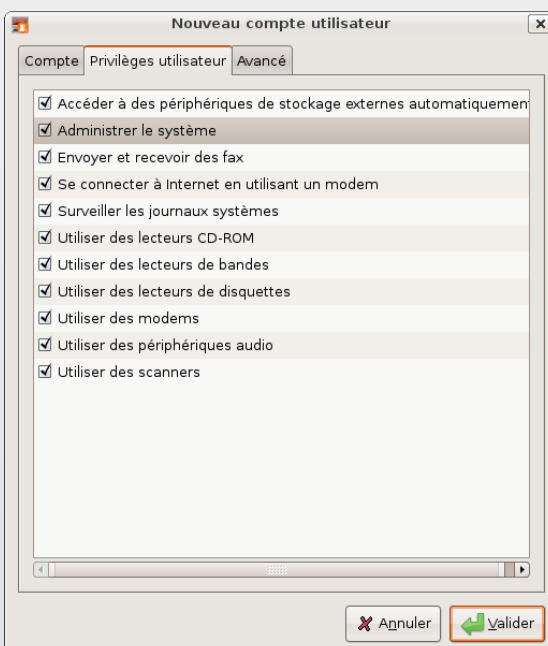 Nouveau compte utilisateur
Compte Privilèges utilisateur Avancé
Accéder à des périphériques de stockage externes automatiquemen
Administrer le système
Envoyer et recevoir des fax
Se connecter à Internet en utilisant un modem
Surveiller les journaux systèmes
Utiliser des lecteurs CD-ROM
Utiliser des lecteurs de bandes
Utiliser des lecteurs de disquettes
Utiliser des modems
Utiliser des périphériques audio
Utiliser des scanners
Annuler Valider